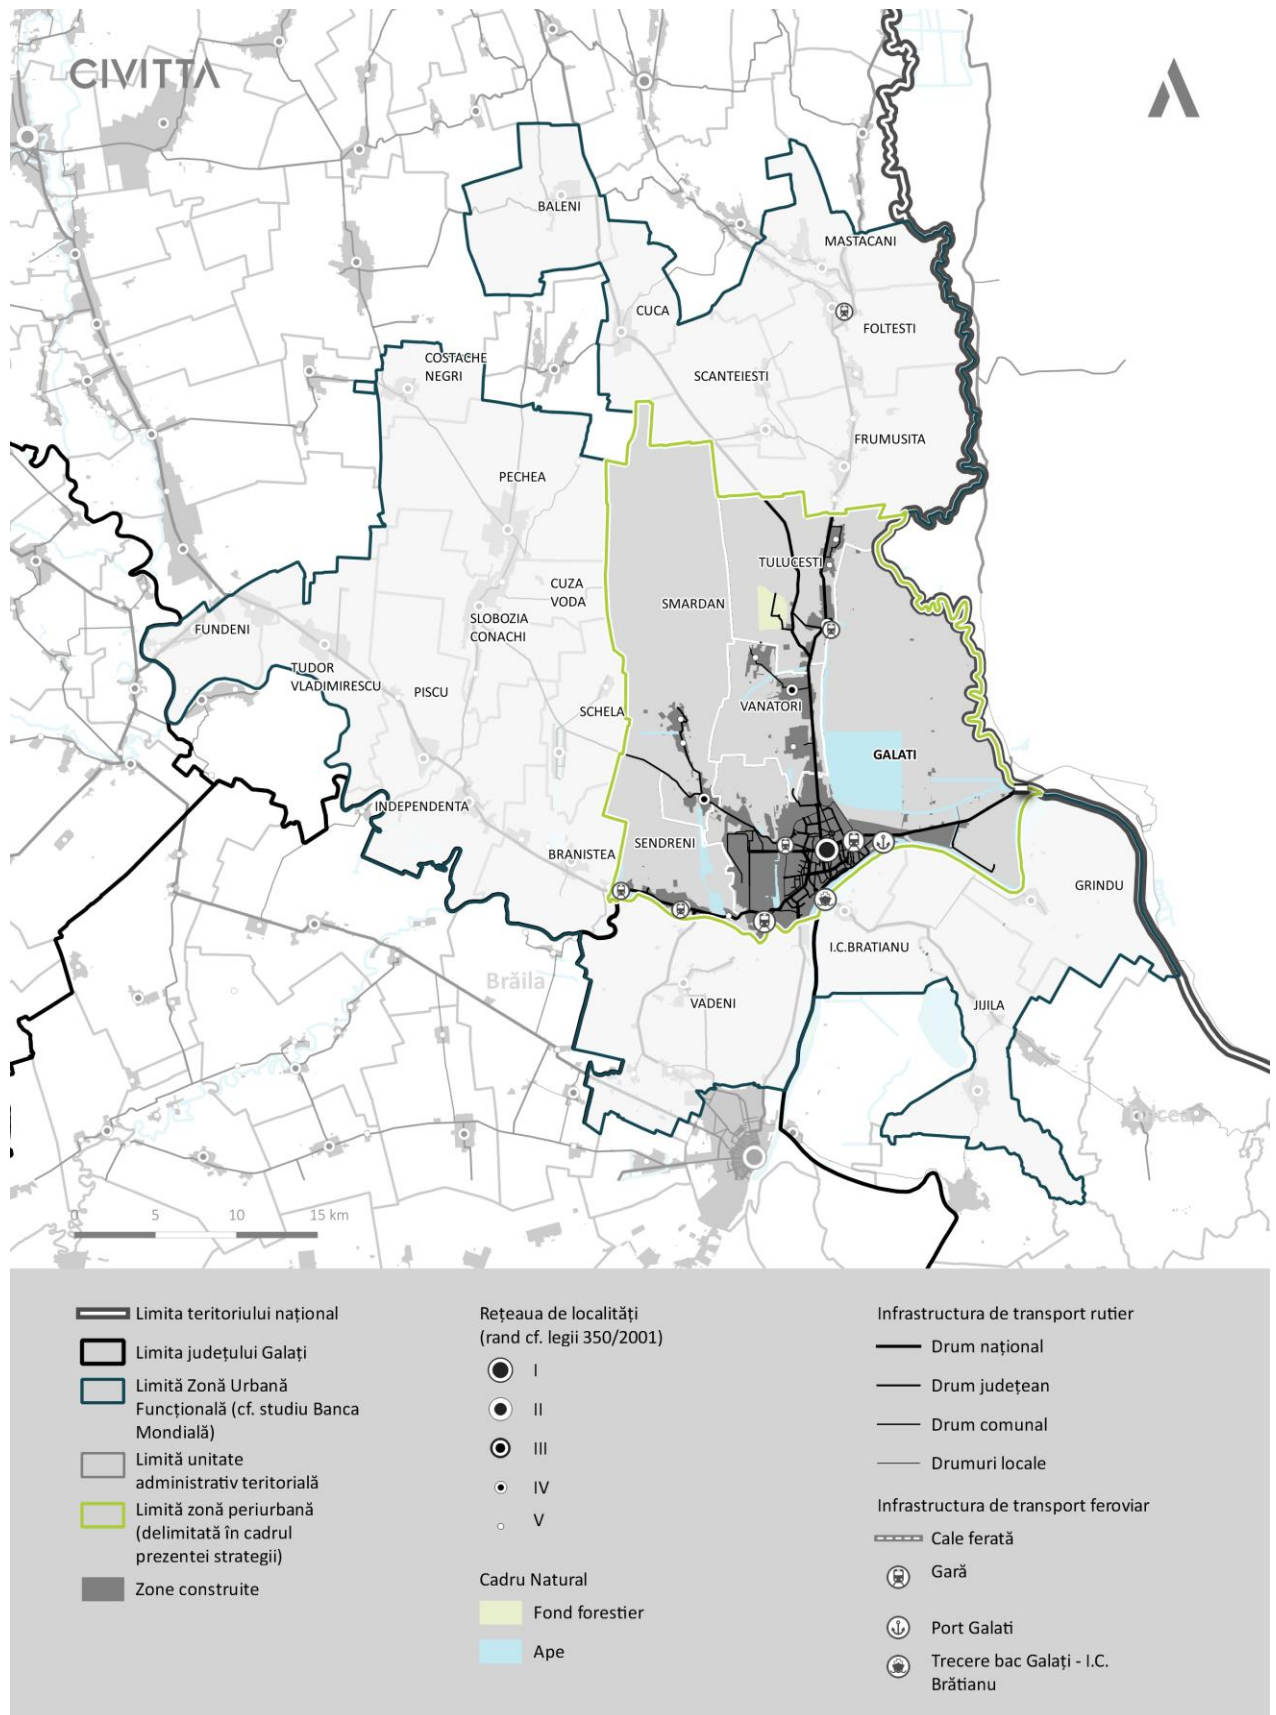 CIVITTA
BALENI
MASTACANI
CUCA
FOLTESTI
COSTACHE
NEGRI
SCANTEIESTI
FRUMUSITA
PECHEA
TULUCESTI
CUZA
VODA
SMARDAN
SLOBOZIA
CONACHI
FUNDENI
TUDOR
VLADIMIRESCU
PISCU
VANATORI
SCHELA
GALATI
INDEPENDENTA
SENDRENI
BRANISTEA
GRINDU
I.C.BRATIANU
Brăila
VADENI
JIJILA
0 5 10 15 km
Limita teritoriului național
Limita județului Galați
Limită Zonă Urbană
Funcțională (cf. studiu Banca
Mondială)
Limită unitate
administrativ teritorială
Limită zonă periurbană
(delimitată în cadrul
prezentei strategii)
Zone construite
Rețeaua de localități
(rand cf. legii 350/2001)
I
II
III
IV
V
Cadru Natural
Fond forestier
Ape
Infrastructura de transport rutier
Drum național
Drum județean
Drum comunal
Drumuri locale
Infrastructura de transport feroviar
Cale ferată
Gară
Port Galati
Trecere bac Galați - I.C.
Brătianu